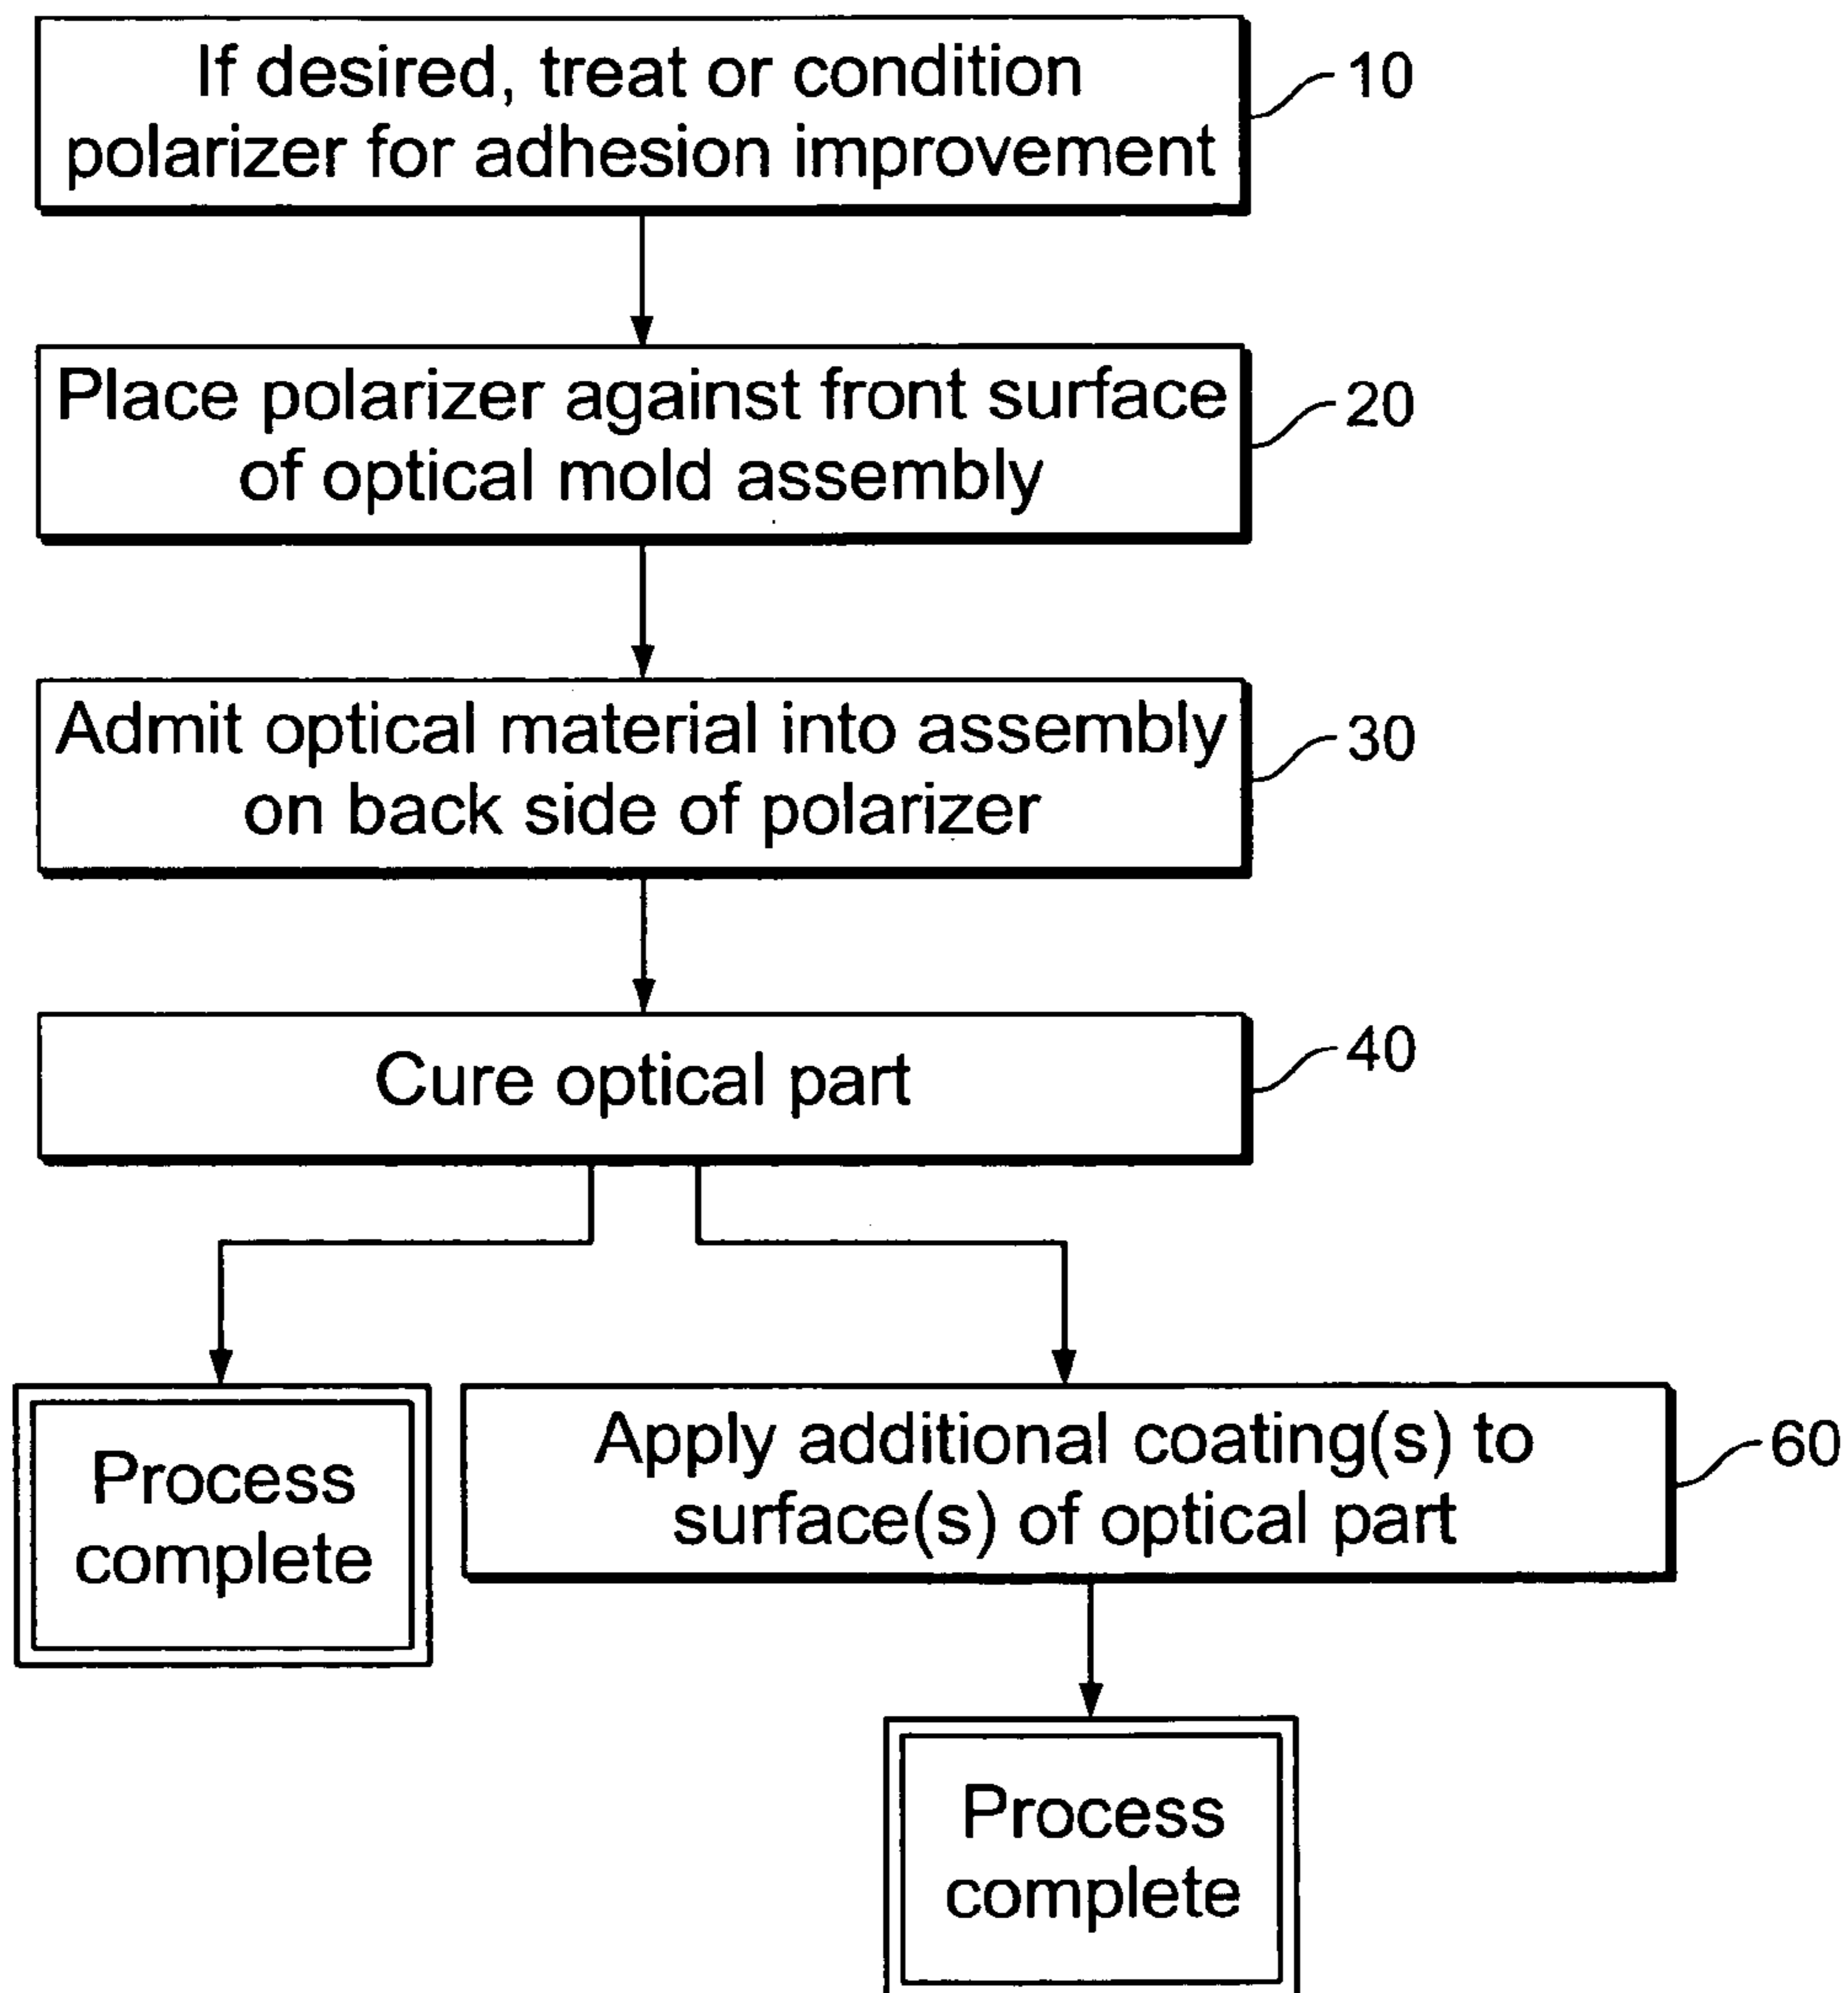 If desired, treat or condition
polarizer for adhesion improvement
10
Place polarizer against front surface
of optical mold assembly
20
Admit optical material into assembly
on back side of polarizer
30
Cure optical part
40
Process
complete
Apply additional coating(s) to
surface(s) of optical part
60
Process
complete